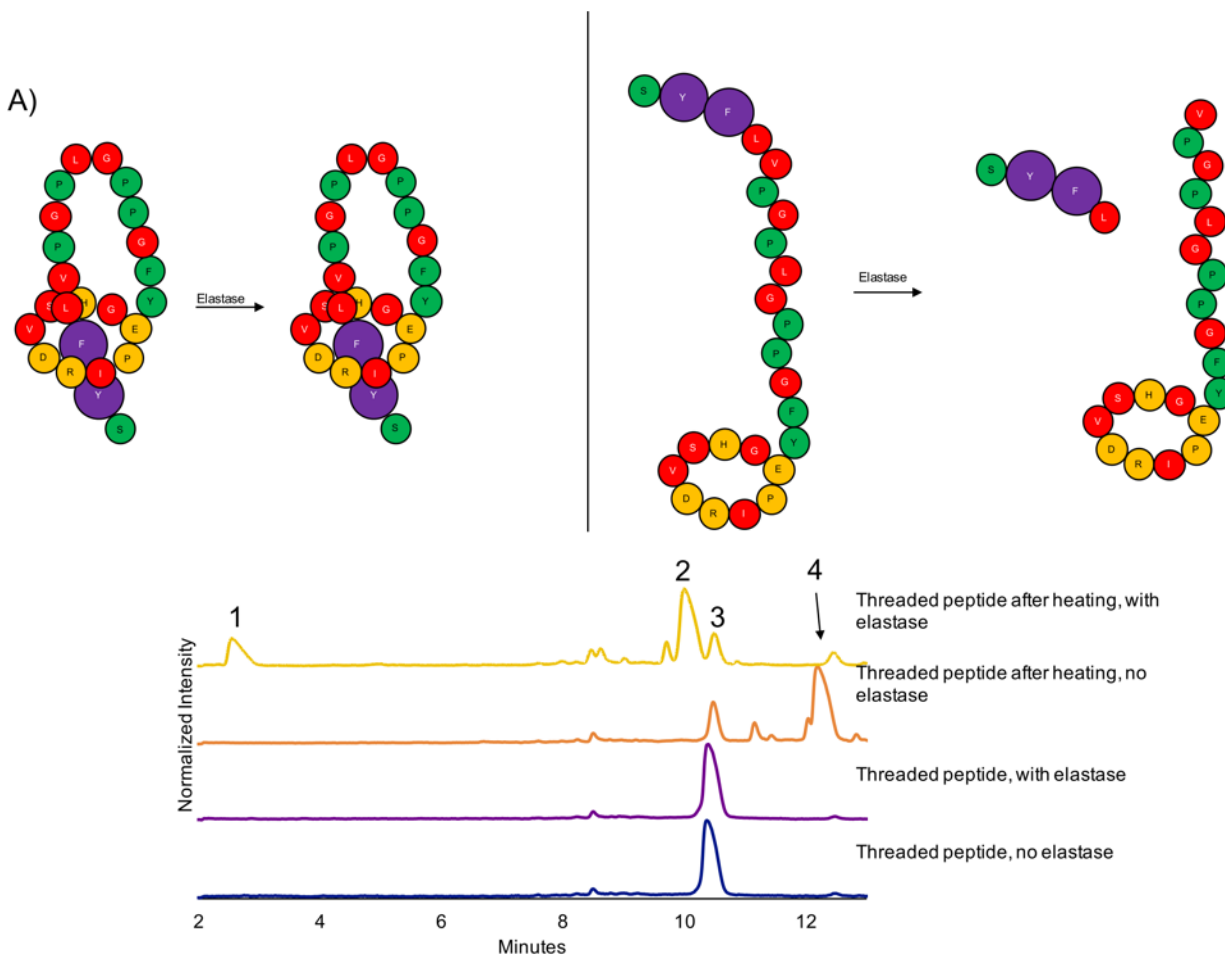 A)
L G
P P
G P
P G
V F
S L H G Y
V F E
D R I P
Y
S
Elastase
L G
P P
G P
P G
V F
S L H G Y
V F E
D R I P
Y
S
S Y F
L
V
P
G
P
L
G
P
P
G
F
Y
S H G
V E
D R I P
Elastase
S Y F
L
V
P
G
P
L
G
P
P
G
F
Y
S H G
V E
D R I P
1 2 3 4
Threaded peptide after heating, with
elastase
Threaded peptide after heating, no
elastase
Threaded peptide, with elastase
Threaded peptide, no elastase
Normalized Intensity
2 4 6 8 10 12
Minutes